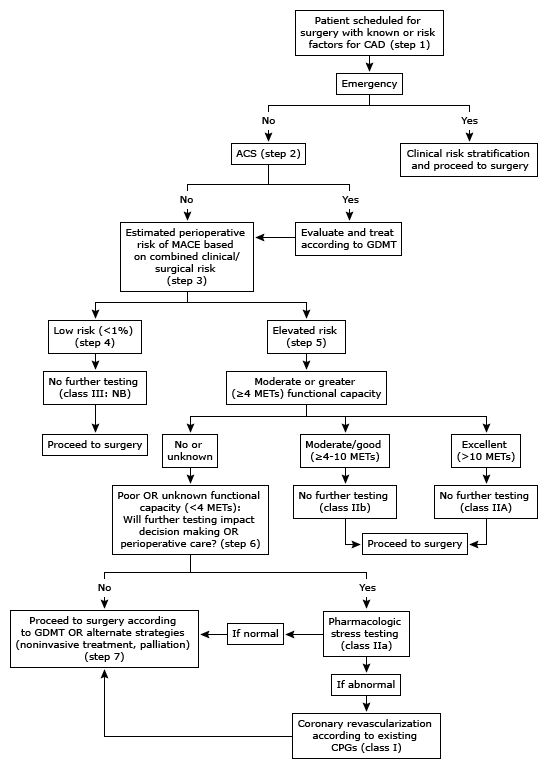 Patient scheduled for
surgery with known or risk
factors for CAD (step 1)
Emergency
No
Yes
ACS (step 2)
Clinical risk stratification
and proceed to surgery
No
Yes
Estimated perioperative
risk of MACE based
on combined clinical/
surgical risk
(step 3)
Evaluate and treat
according to GDMT
Low risk (<1%)
(step 4)
Elevated risk
(step 5)
No further testing
(class III: NB)
Moderate or greater
(≥4 METs) functional capacity
Proceed to surgery
No or
unknown
Moderate/good
(≥4-10 METs)
Excellent
(>10 METs)
Poor OR unknown functional
capacity (<4 METs):
Will further testing impact
decision making OR
perioperative care? (step 6)
No further testing
(class IIb)
No further testing
(class IIA)
Proceed to surgery
No
Yes
Proceed to surgery according
to GDMT OR alternate strategies
(noninvasive treatment, palliation)
(step 7)
If normal
Pharmacologic
stress testing
(class IIa)
If abnormal
Coronary revascularization
according to existing
CPGs (class I)